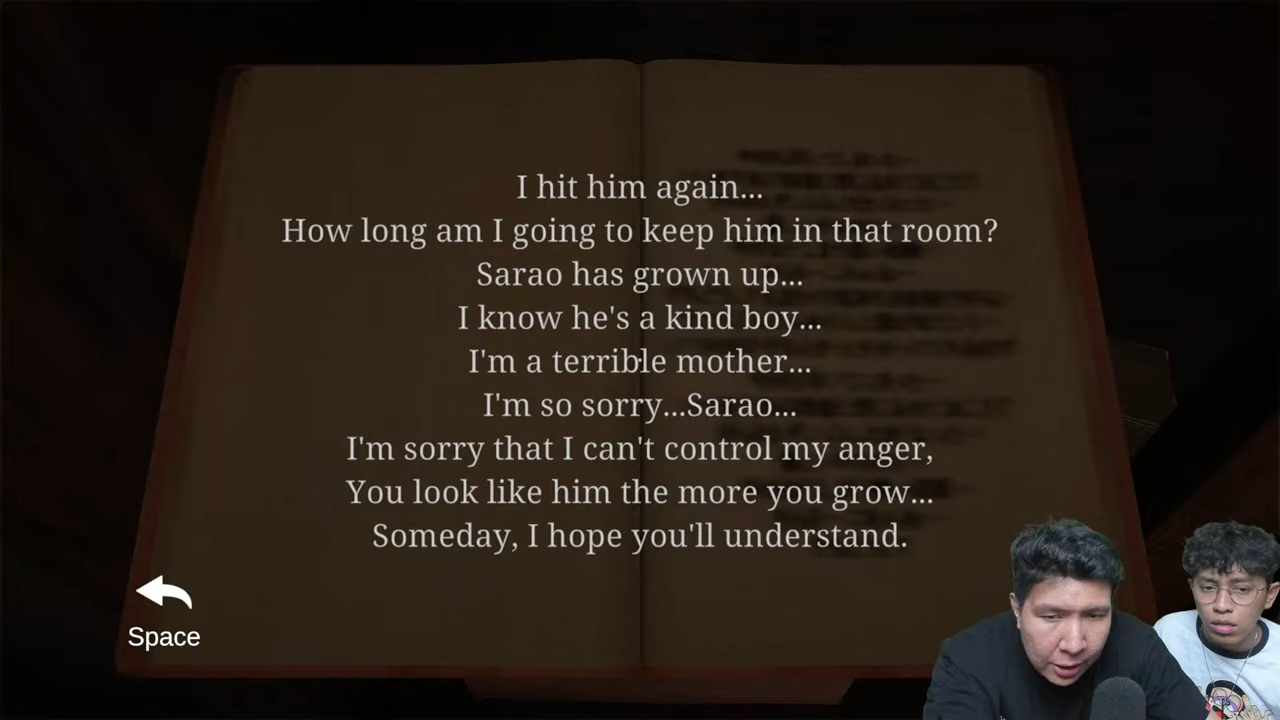 I hit him again...
How long am I going to keep him in that room?
Sarao has grown up...
I know he's a kind boy...
I'm a terrible mother...
I'm so sorry...Sarao...
I'm sorry that I can't control my anger,
You look like him the more you grow...
Someday, I hope you'll understand.
Space